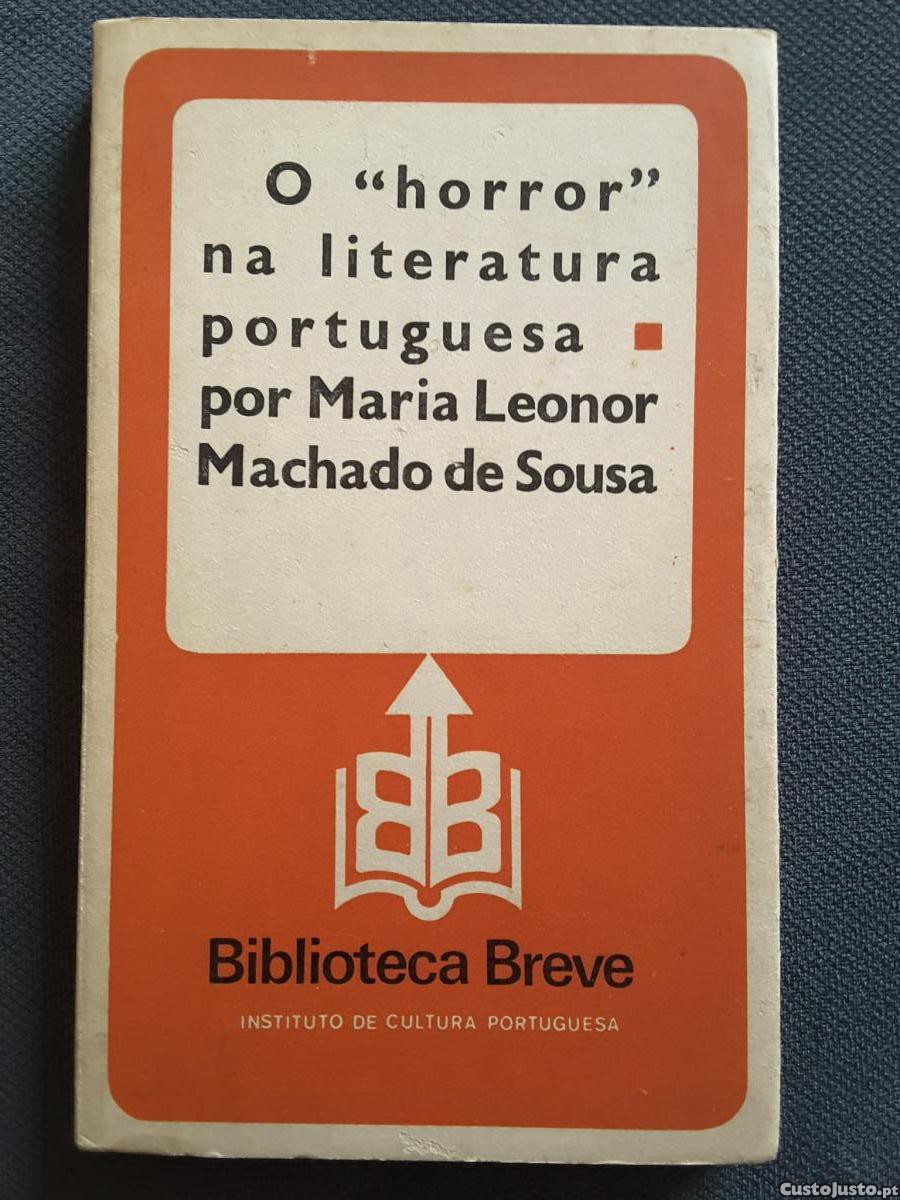 O “horror”
na literatura
portuguesa ■
por Maria Leonor
Machado de Sousa
BB
Biblioteca Breve
INSTITUTO DE CULTURA PORTUGUESA
CustoJusto.pt